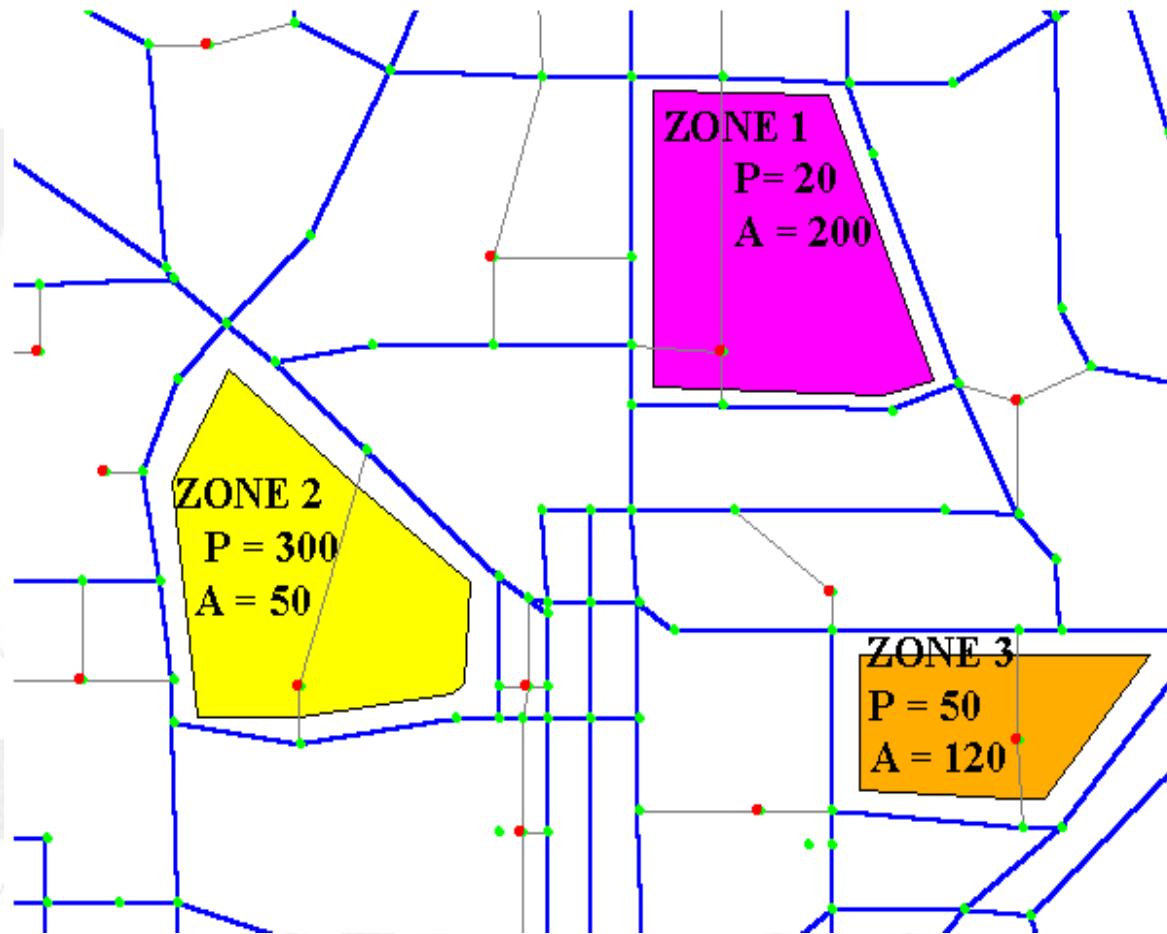 ZONE 1
P= 20
A = 200
ZONE 2
P = 300
A = 50
ZONE 3
P = 50
A = 120